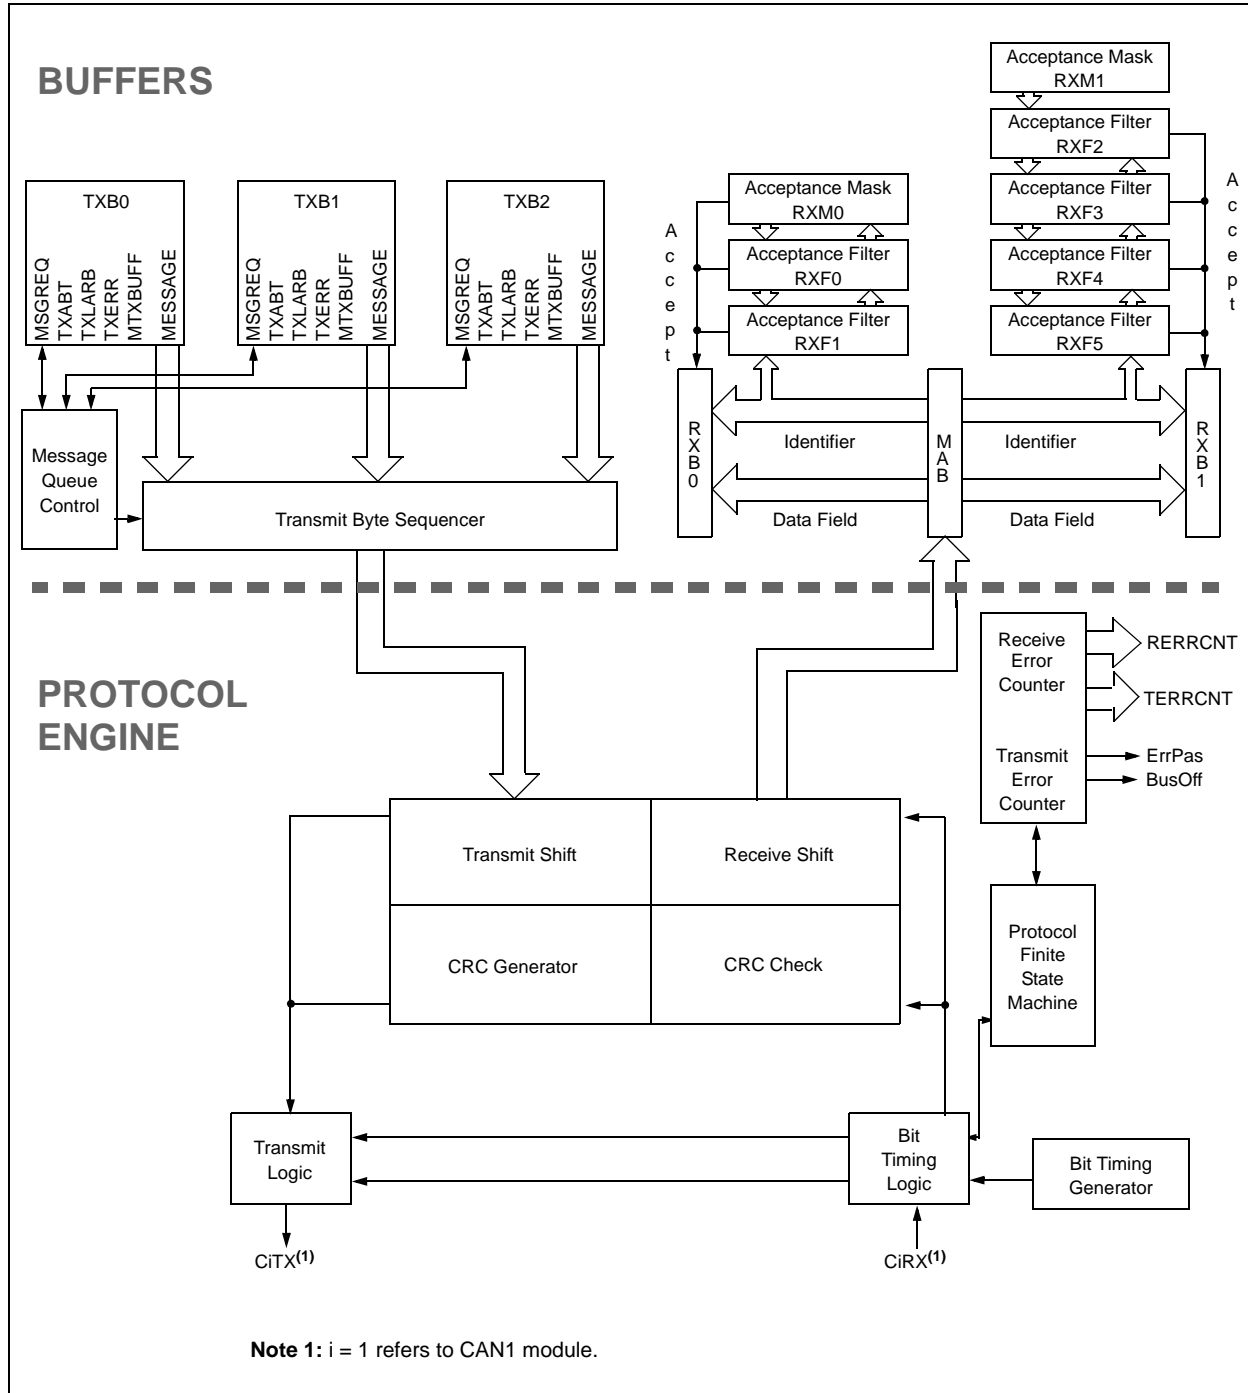 BUFFERS
TXB0
MSGREQ
TXABT
TXLARB
TXERR
MTXBUFF
MESSAGE
TXB1
MSGREQ
TXABT
TXLARB
TXERR
MTXBUFF
MESSAGE
TXB2
MSGREQ
TXABT
TXLARB
TXERR
MTXBUFF
MESSAGE
Message
Queue
Control
Transmit Byte Sequencer
Accept
Acceptance Mask
RXM0
Acceptance Filter
RXF0
Acceptance Filter
RXF1
Acceptance Mask
RXM1
Acceptance Filter
RXF2
Acceptance Filter
RXF3
Acceptance Filter
RXF4
Acceptance Filter
RXF5
Accept
RXB0
Identifier
Data Field
MAB
Identifier
Data Field
RXB1
PROTOCOL
ENGINE
Receive
Error
Counter
Transmit
Error
Counter
RERRCNT
TERRCNT
ErrPas
BusOff
Transmit Shift
Receive Shift
CRC Generator
CRC Check
Protocol
Finite
State
Machine
Transmit
Logic
Bit
Timing
Logic
Bit Timing
Generator
CiTX(1)
CiRX(1)
Note 1: i = 1 refers to CAN1 module.